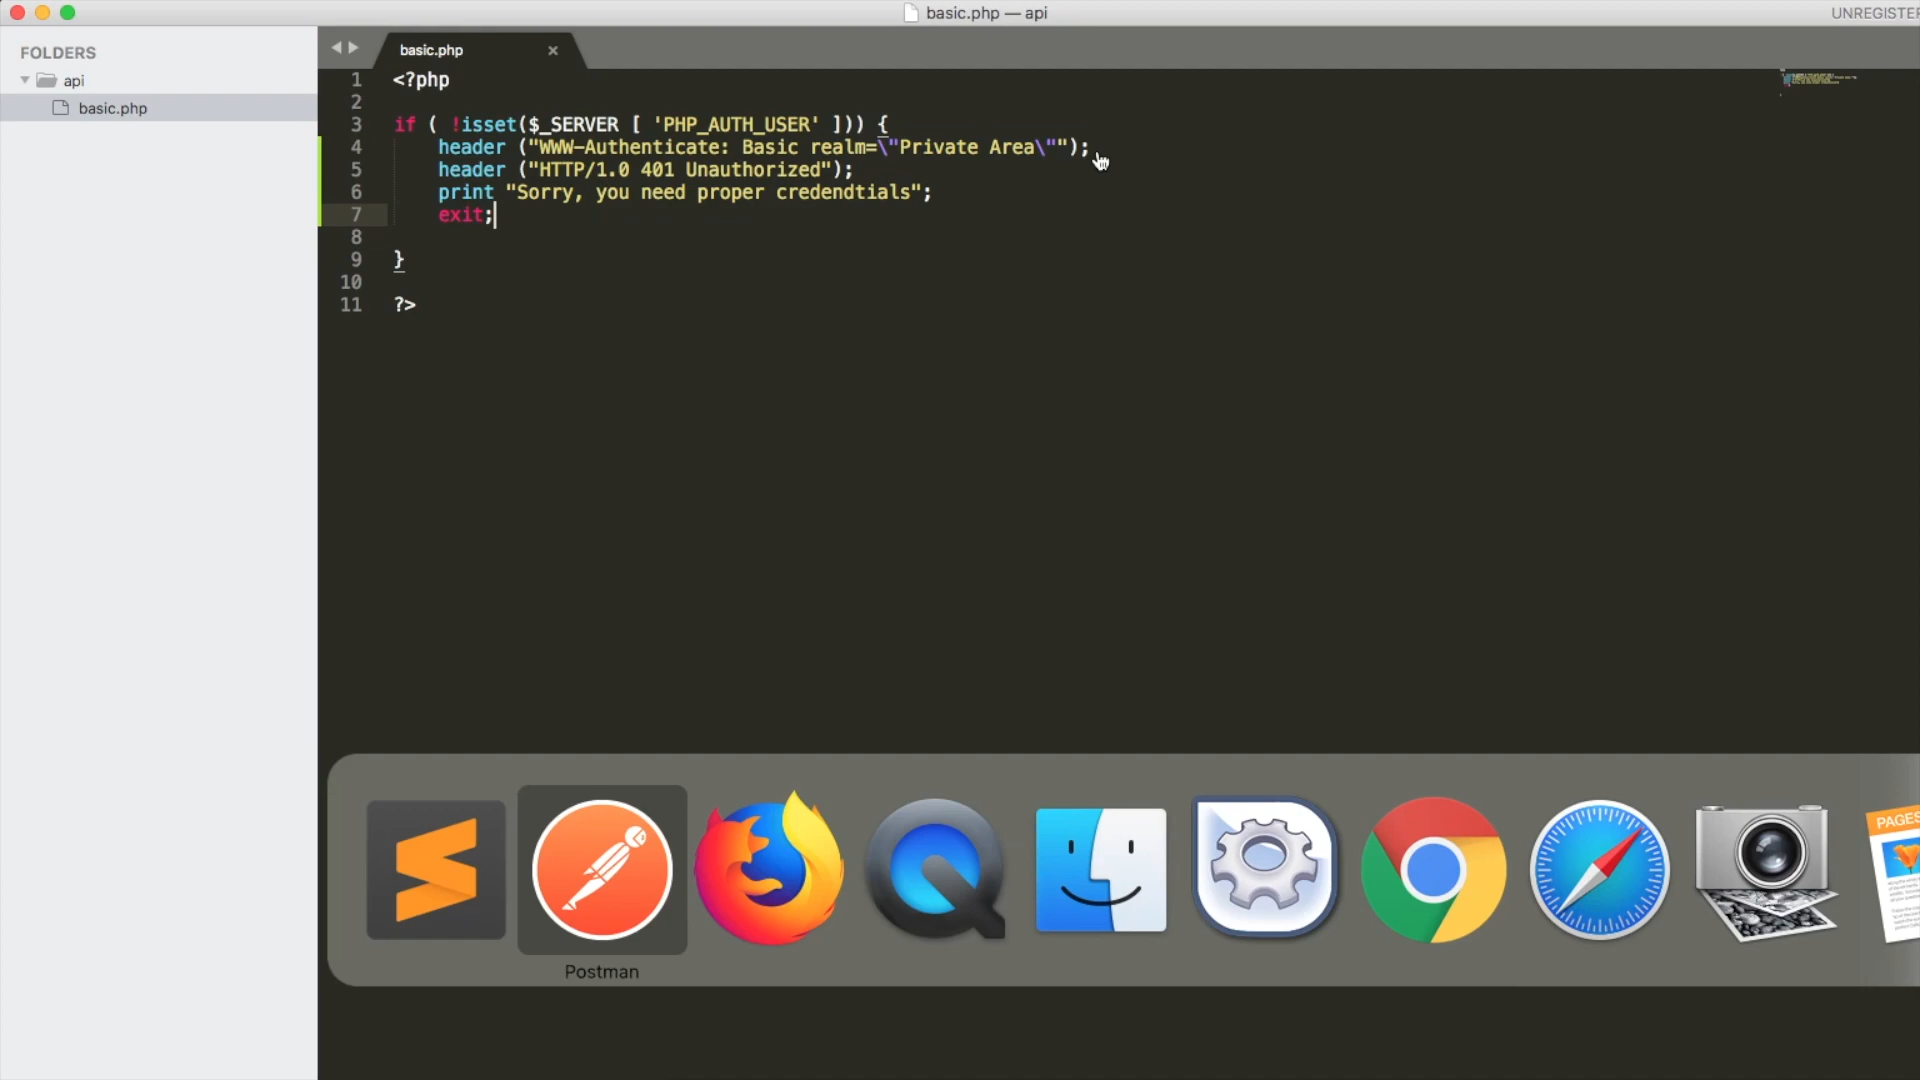 basic.php — api
UNREGISTER
FOLDERS
api
basic.php
basic.php
1 <?php
2
3 if ( !isset($_SERVER [ 'PHP_AUTH_USER' ])) {
4 header ("WWW-Authenticate: Basic realm=\"Private Area\"");
5 header ("HTTP/1.0 401 Unauthorized");
6 print "Sorry, you need proper credendtials";
7 exit;
8
9 }
10
11 ?>
PAGES
Postman